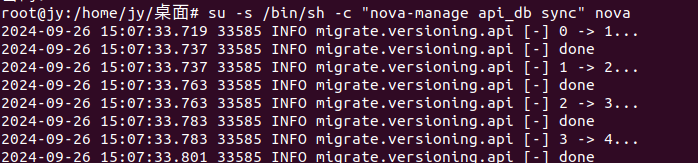 root@jy:/home/jy/桌面# su -s /bin/sh -c "nova-manage api_db sync" nova
2024-09-26 15:07:33.719 33585 INFO migrate.versioning.api [-] 0 -> 1...
2024-09-26 15:07:33.737 33585 INFO migrate.versioning.api [-] done
2024-09-26 15:07:33.737 33585 INFO migrate.versioning.api [-] 1 -> 2...
2024-09-26 15:07:33.763 33585 INFO migrate.versioning.api [-] done
2024-09-26 15:07:33.763 33585 INFO migrate.versioning.api [-] 2 -> 3...
2024-09-26 15:07:33.783 33585 INFO migrate.versioning.api [-] done
2024-09-26 15:07:33.783 33585 INFO migrate.versioning.api [-] 3 -> 4...
2024-09-26 15:07:33.801 33585 INFO migrate.versioning.api [-] done